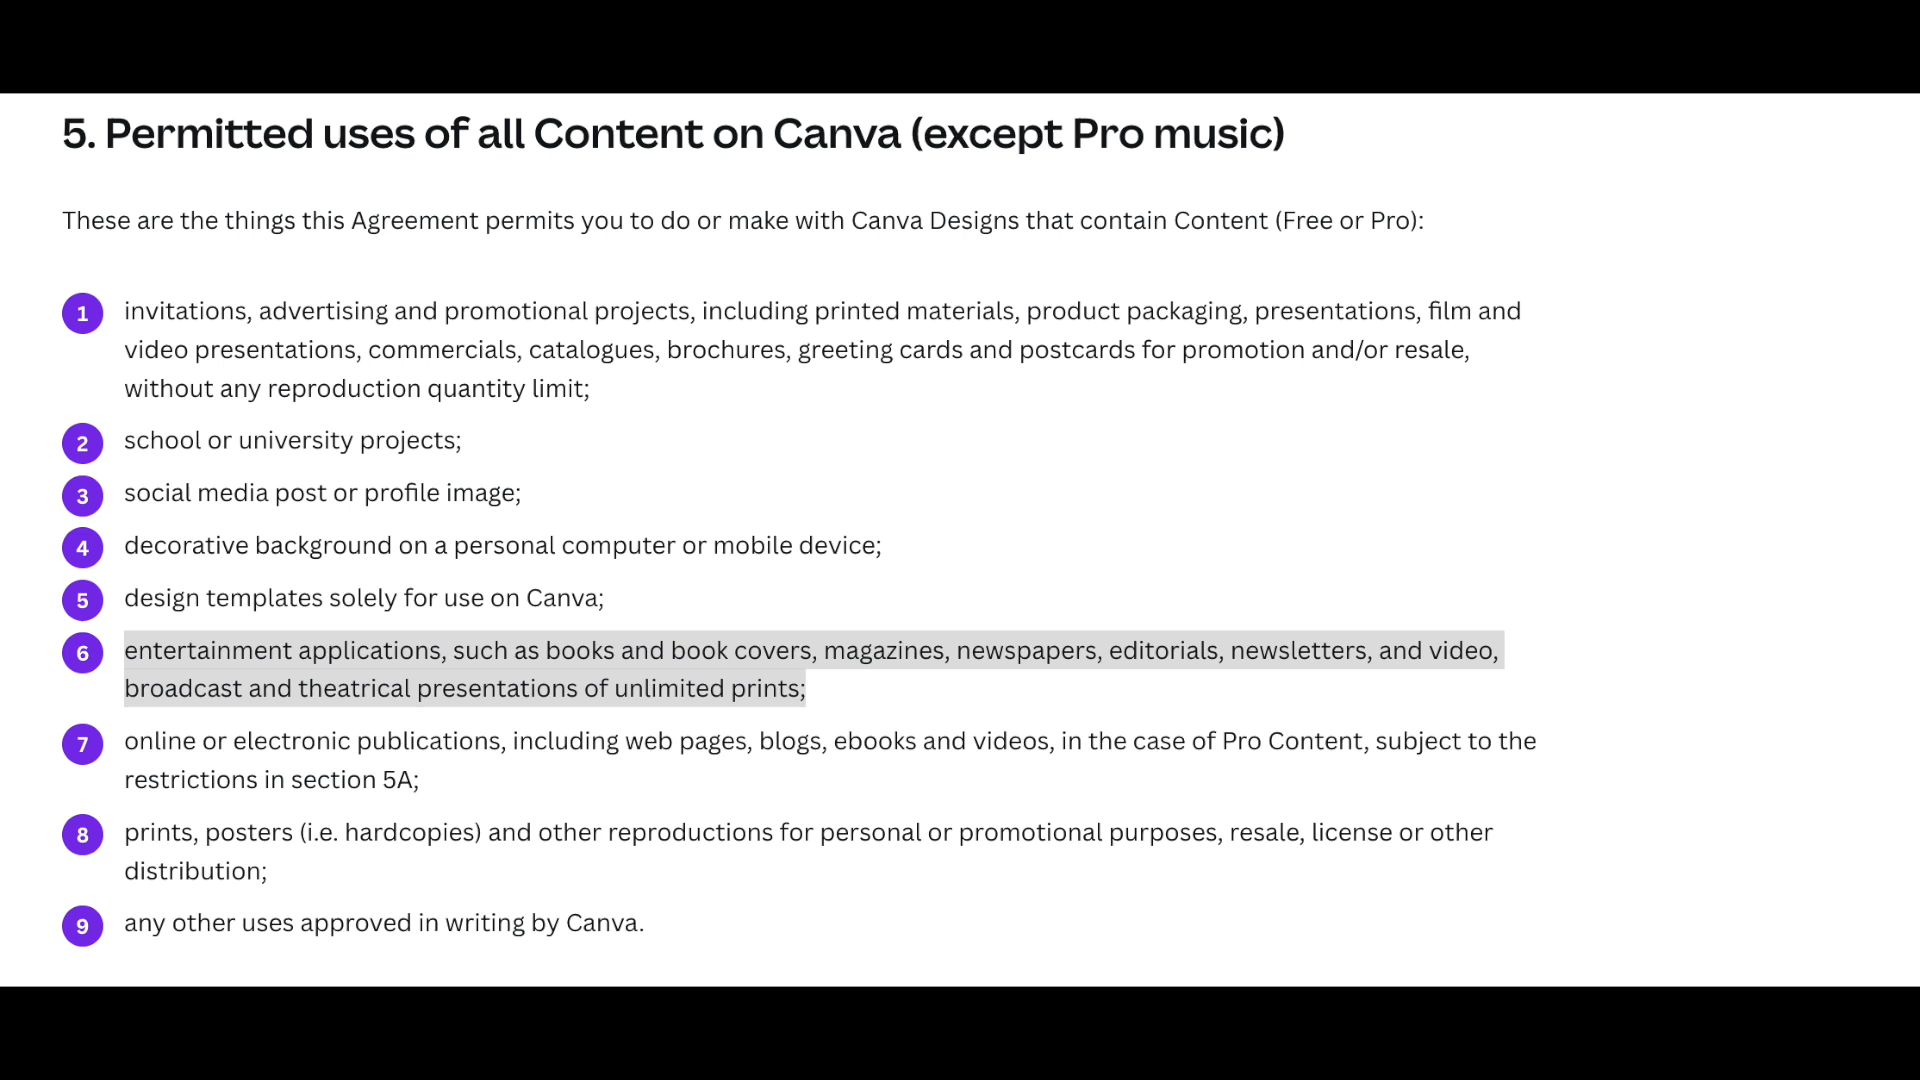 5. Permitted uses of all Content on Canva (except Pro music)
These are the things this Agreement permits you to do or make with Canva Designs that contain Content (Free or Pro):
1 invitations, advertising and promotional projects, including printed materials, product packaging, presentations, film and
video presentations, commercials, catalogues, brochures, greeting cards and postcards for promotion and/or resale,
without any reproduction quantity limit;
2 school or university projects;
3 social media post or profile image;
4 decorative background on a personal computer or mobile device;
5 design templates solely for use on Canva;
6 entertainment applications, such as books and book covers, magazines, newspapers, editorials, newsletters, and video,
broadcast and theatrical presentations of unlimited prints;
7 online or electronic publications, including web pages, blogs, ebooks and videos, in the case of Pro Content, subject to the
restrictions in section 5A;
8 prints, posters (i.e. hardcopies) and other reproductions for personal or promotional purposes, resale, license or other
distribution;
9 any other uses approved in writing by Canva.